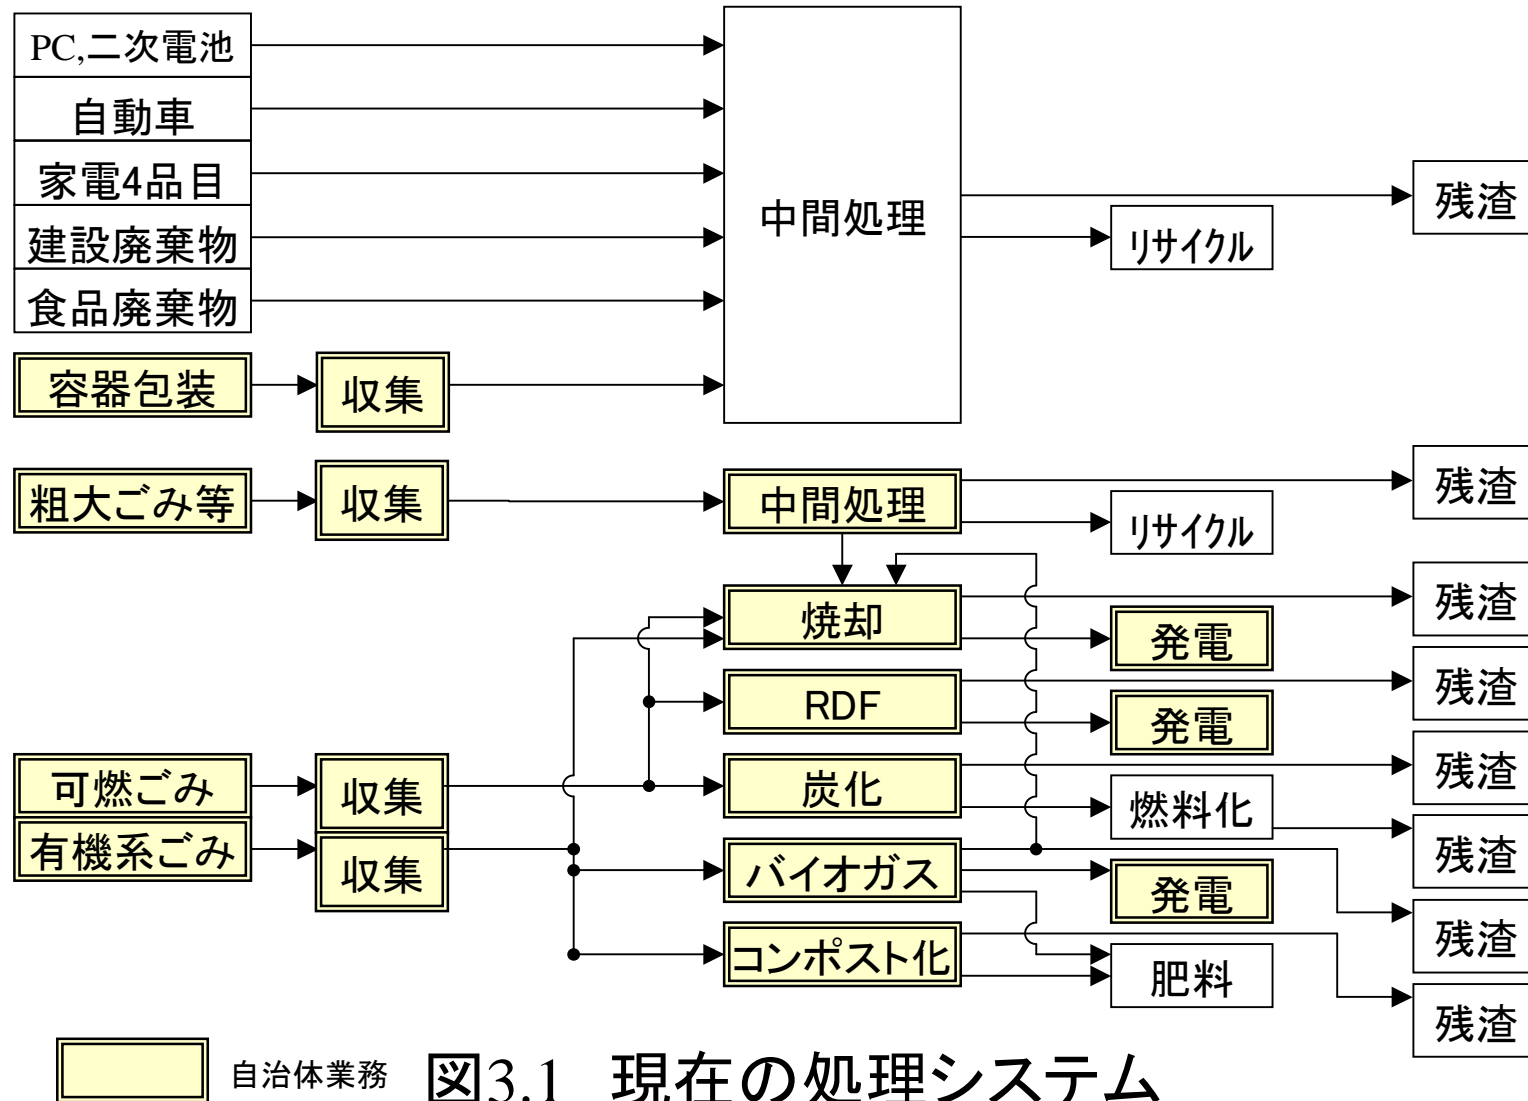 PC,二次電池
自動車
家電4品目
建設廃棄物
食品廃棄物
中間処理
残渣
リサイクル
容器包装
収集
粗大ごみ等
収集
中間処理
残渣
リサイクル
焼却
残渣
発電
RDF
残渣
発電
可燃ごみ
収集
炭化
残渣
燃料化
残渣
有機系ごみ
収集
バイオガス
発電
残渣
コンポスト化
肥料
残渣
自治体業務
図3.1 現在の処理システム